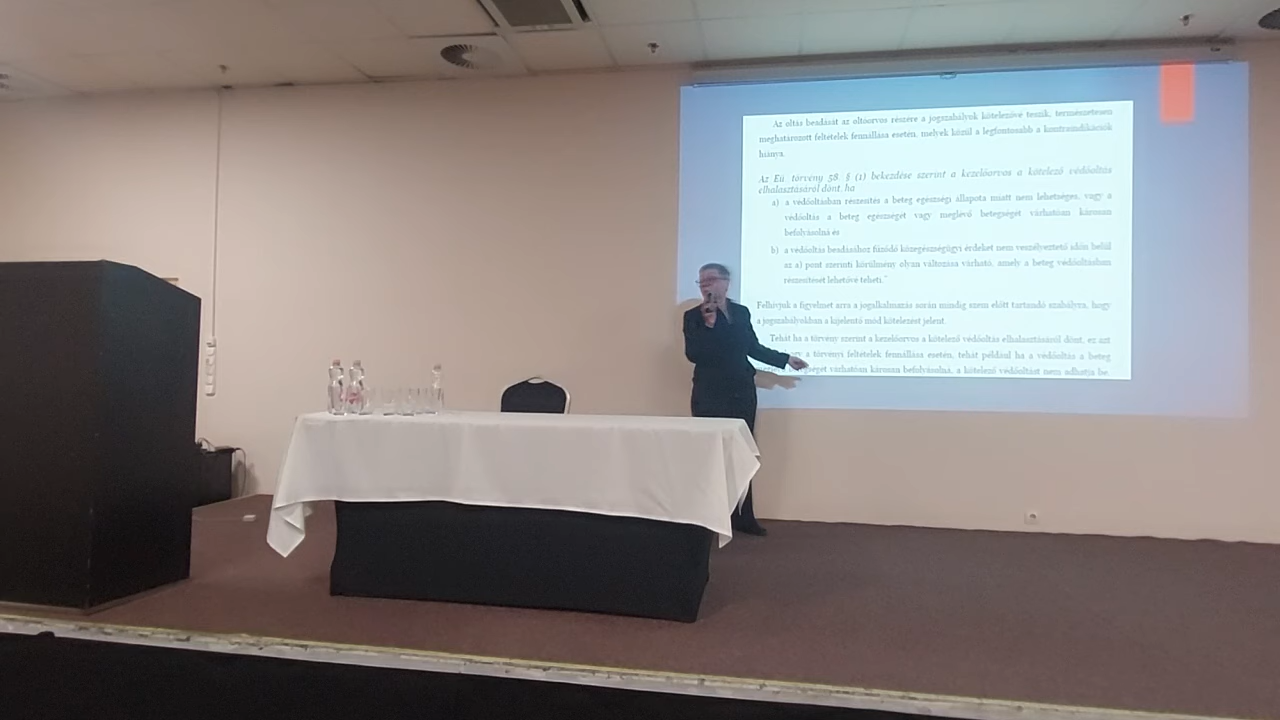 Az oltás beadását az oltóorvos részére a jogszabályok kötelezővé teszik, természetesen
meghatározott feltételek fennállása esetén, melyek közül a legfontosabb a kontraindikációk
hiánya.
Az Eü. törvény 58. § (1) bekezdése szerint a kezelőorvos a kötelező védőoltás
elhalasztásáról dönt, ha
a) a védőoltásban részesítés a beteg egészségi állapota miatt nem lehetséges, vagy a
védőoltás a beteg egészségét vagy meglévő betegségét várhatóan károsan
befolyásolná és
b) a védőoltás beadásához fűződő közegészségügyi érdeket nem veszélyeztető időn belül
az a) pont szerinti körülmény olyan változása várható, amely a beteg védőoltásban
részesítését lehetővé teheti."
Felhívjuk a figyelmet arra a jogalkalmazás során mindig szem előtt tartandó szabályra, hogy
a jogszabályokban a kijelentő mód kötelezést jelent.
Tehát ha a törvény szerint a kezelőorvos a kötelező védőoltás elhalasztásáról dönt, ez azt
a törvényi feltételek fennállása esetén, tehát például ha a védőoltás a beteg
várhatóan károsan befolyásolná, a kötelező védőoltást nem adhatja be.